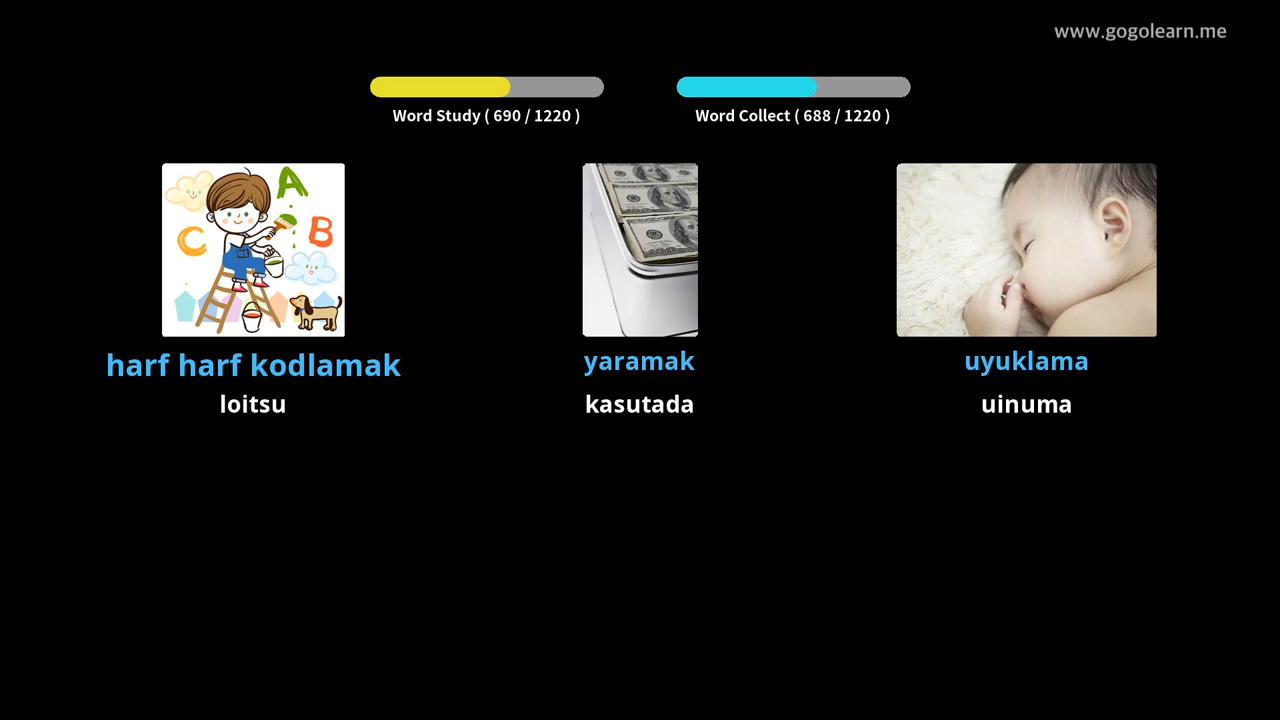 www.gogolearn.me
Word Study ( 690 / 1220 )
Word Collect ( 688 / 1220 )
A
B
C
harf harf kodlamak
yaramak
uyuklama
loitsu
kasutada
uinuma